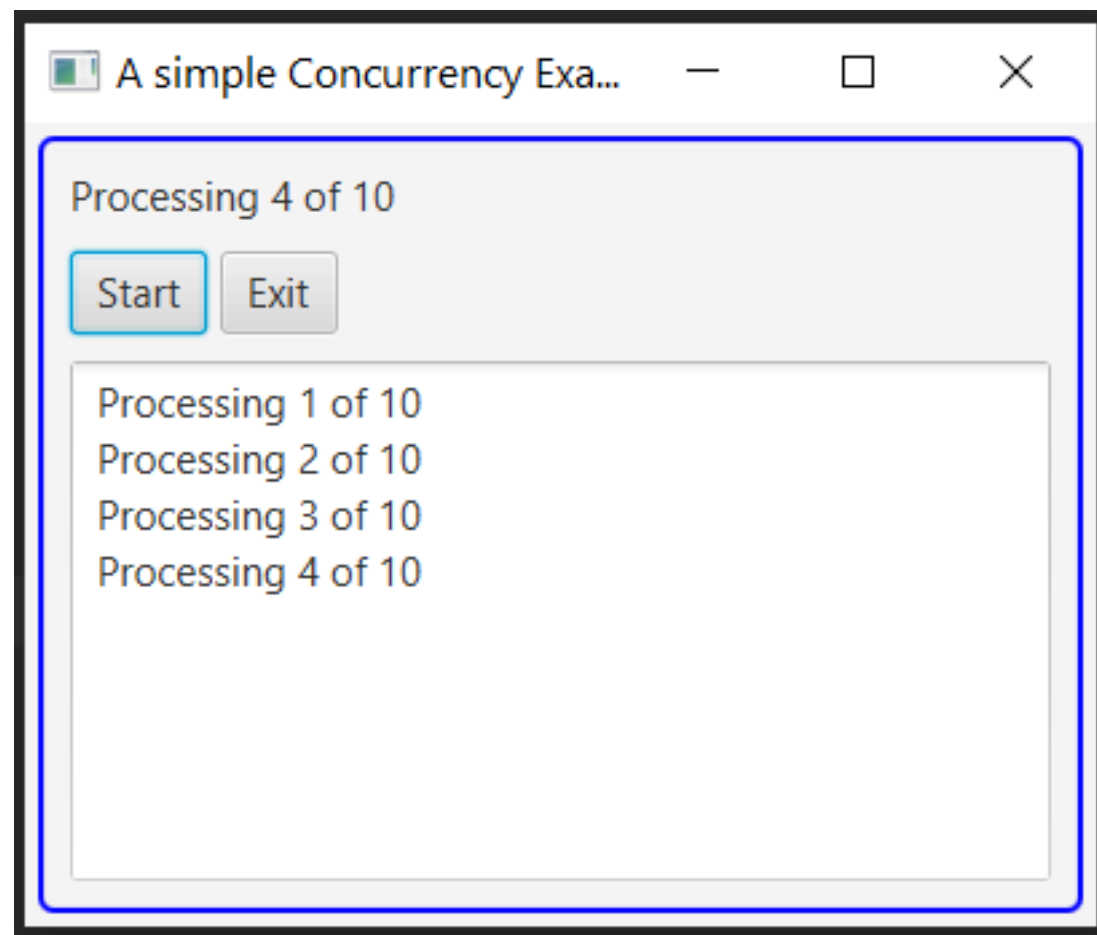 A simple Concurrency Exa...
Processing 4 of 10
Start Exit
Processing 1 of 10
Processing 2 of 10
Processing 3 of 10
Processing 4 of 10